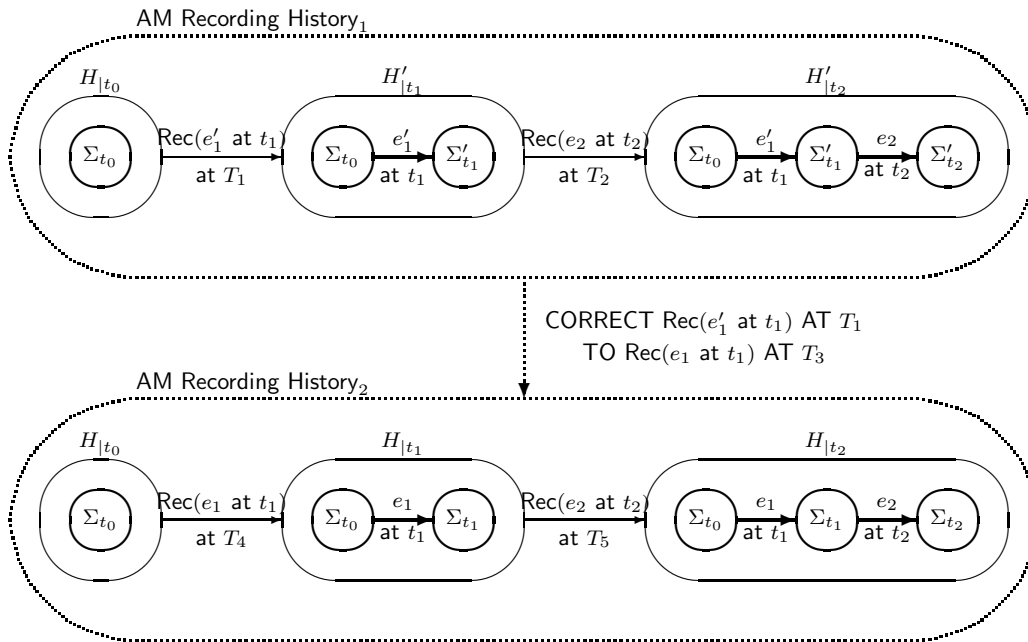 AM Recording History₁
H|t₀ H′|t₁ H′|t₂
Rec(e′₁ at t₁) Rec(e₂ at t₂)
Σt₀ Σt₀ e′₁ Σ′t₁ Σt₀ e′₁ Σ′t₁ e₂ Σ′t₂
at T₁ at t₁ at T₂ at t₁ at t₂
CORRECT Rec(e′₁ at t₁) AT T₁
TO Rec(e₁ at t₁) AT T₃
AM Recording History₂
H|t₀ H|t₁ H|t₂
Rec(e₁ at t₁) Rec(e₂ at t₂)
Σt₀ Σt₀ e₁ Σt₁ Σt₀ e₁ Σt₁ e₂ Σt₂
at T₄ at t₁ at T₅ at t₁ at t₂